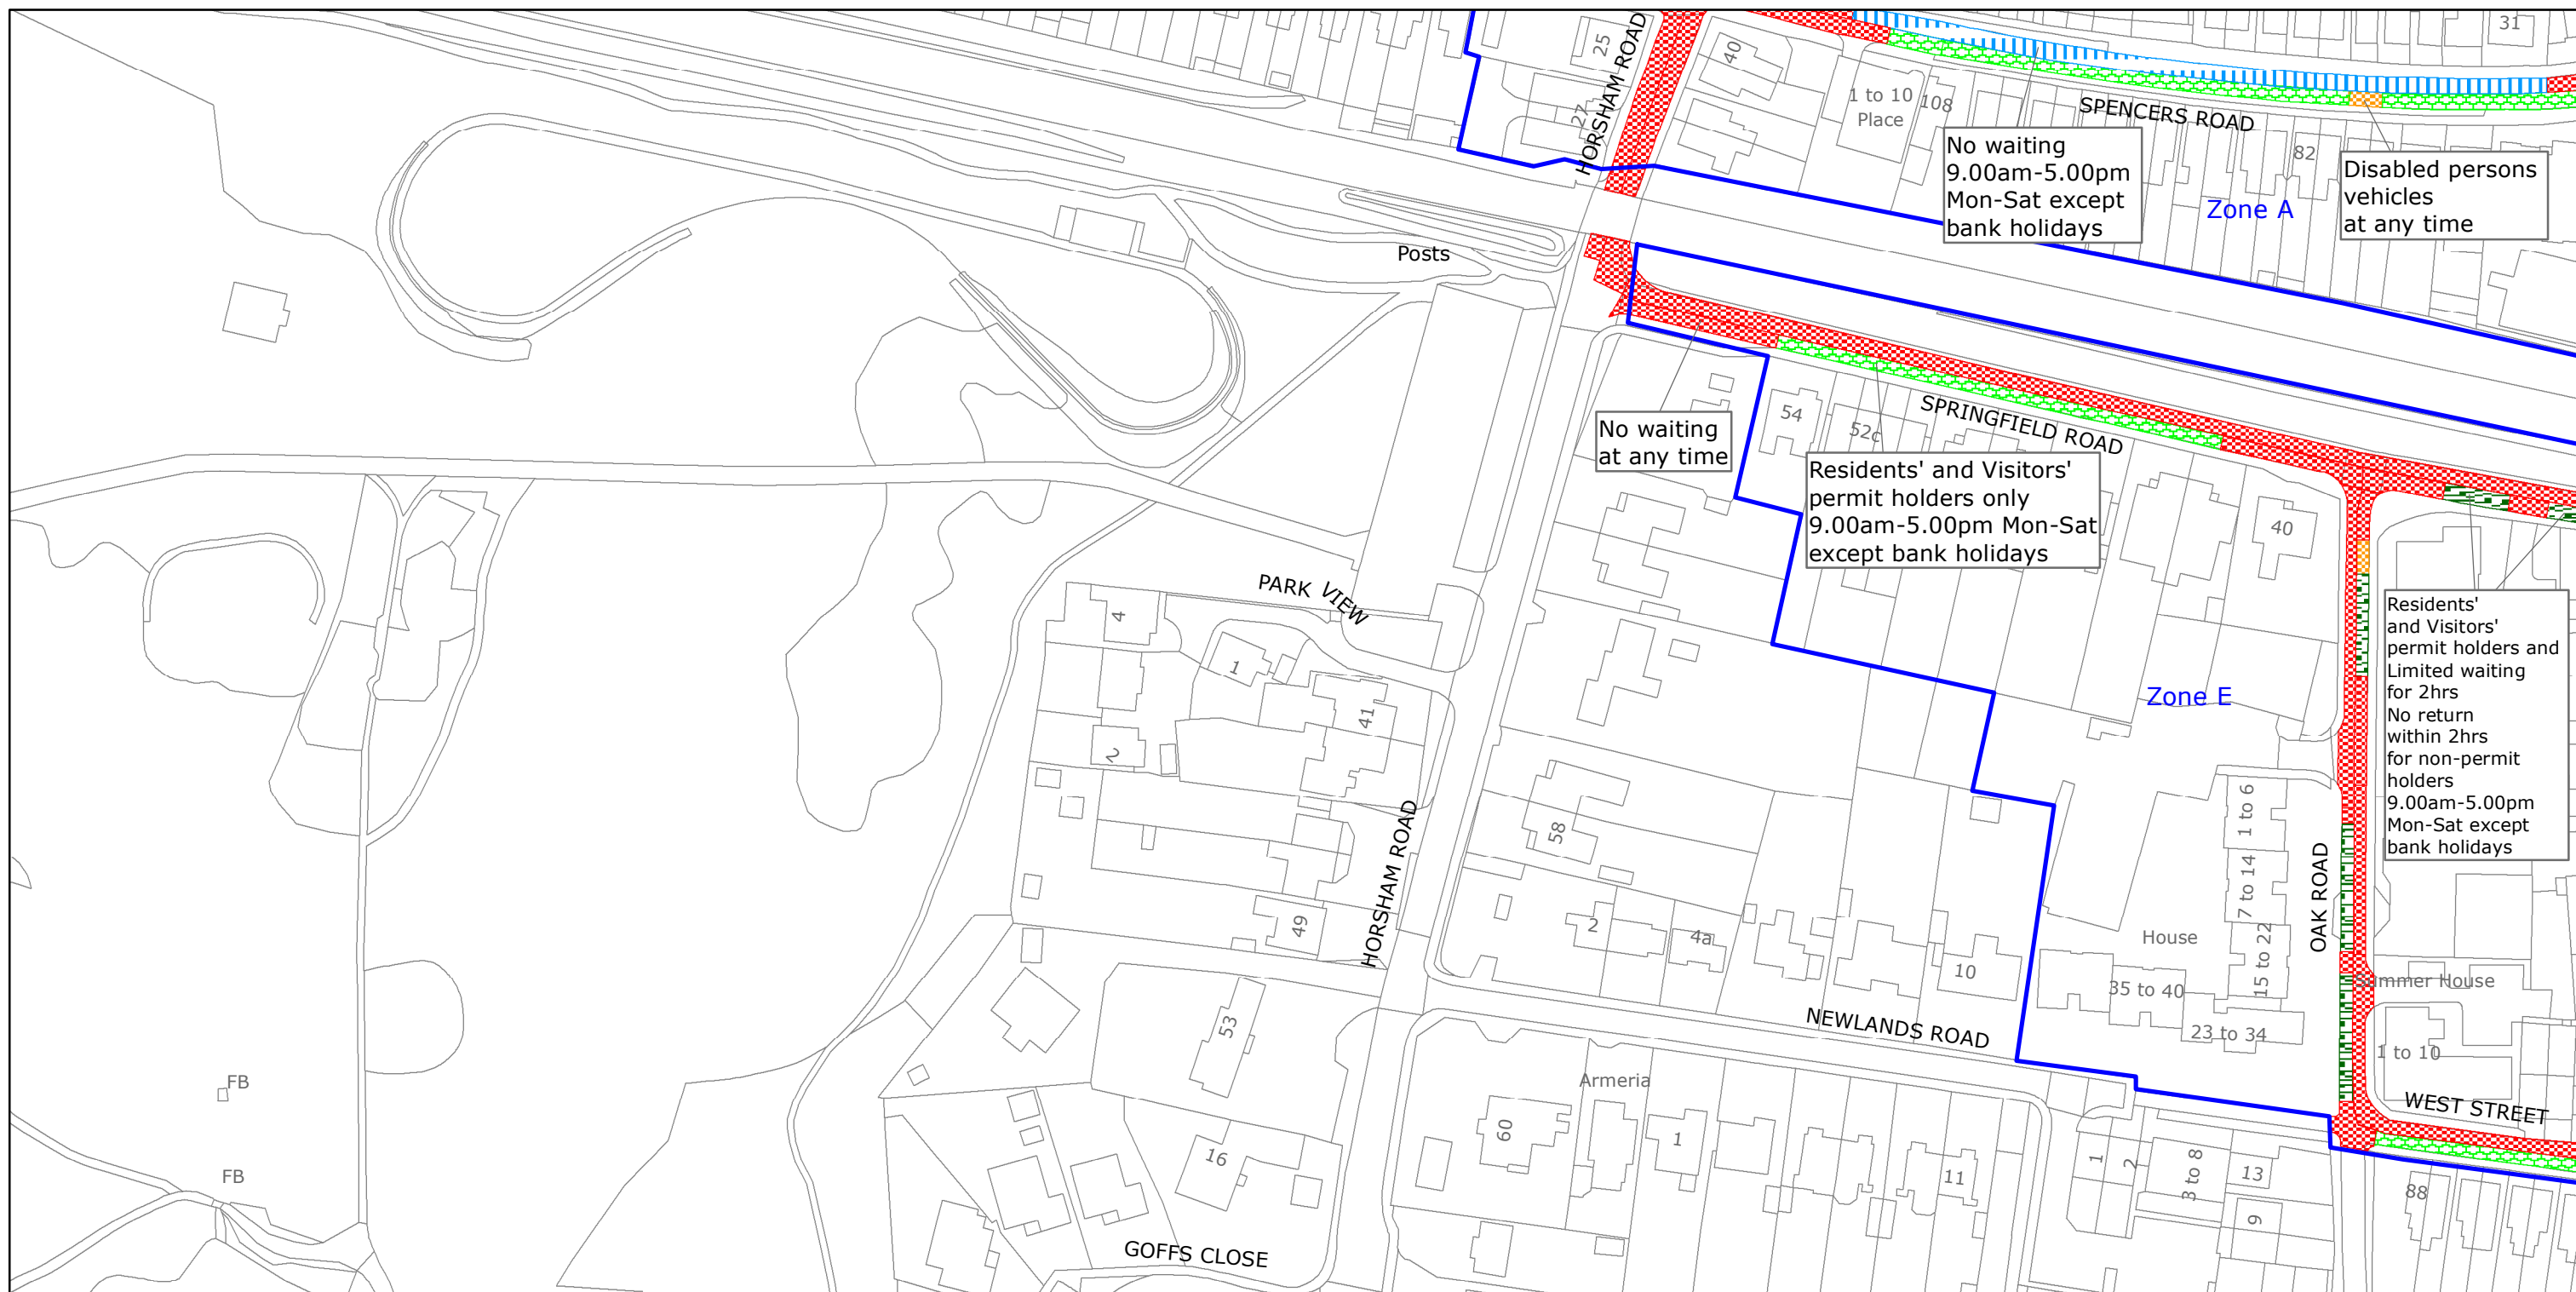 31
25
HORSHAM ROAD
40
27
1 to 10
Place
108
SPENCERS ROAD
82
No waiting
9.00am-5.00pm
Mon-Sat except
bank holidays
Disabled persons
vehicles
at any time
Zone A
Posts
54
52c
SPRINGFIELD ROAD
No waiting
at any time
Residents' and Visitors'
permit holders only
9.00am-5.00pm Mon-Sat
except bank holidays
40
Residents'
and Visitors'
permit holders and
Limited waiting
for 2hrs
No return
within 2hrs
for non-permit
holders
9.00am-5.00pm
Mon-Sat except
bank holidays
PARK VIEW
4
1
41
2
Zone E
58
1 to 6
7 to 14
15 to 22
OAK ROAD
HORSHAM ROAD
49
2
4a
10
House
35 to 40
23 to 34
Summer House
1 to 10
53
NEWLANDS ROAD
Armeria
FB
FB
60
1
11
16
1
2
3 to 8
13
9
WEST STREET
88
GOFFS CLOSE